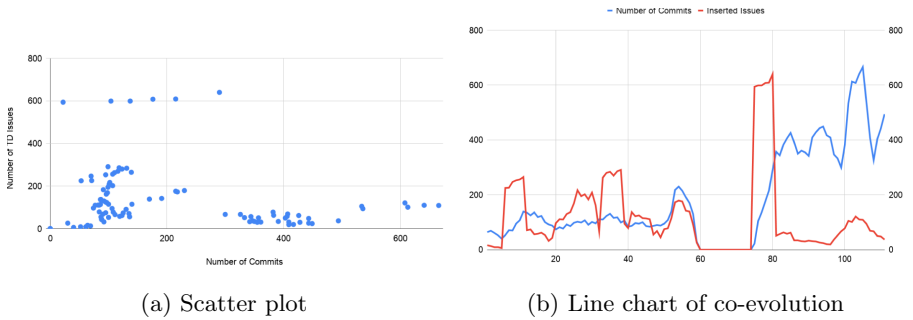 Number of Commits Inserted Issues
800
600
400
200
0
0 200 400 600
Number of TD Issues
Number of Commits
800 800
600 600
400 400
200 200
0 0
20 40 60 80 100
(a) Scatter plot
(b) Line chart of co-evolution